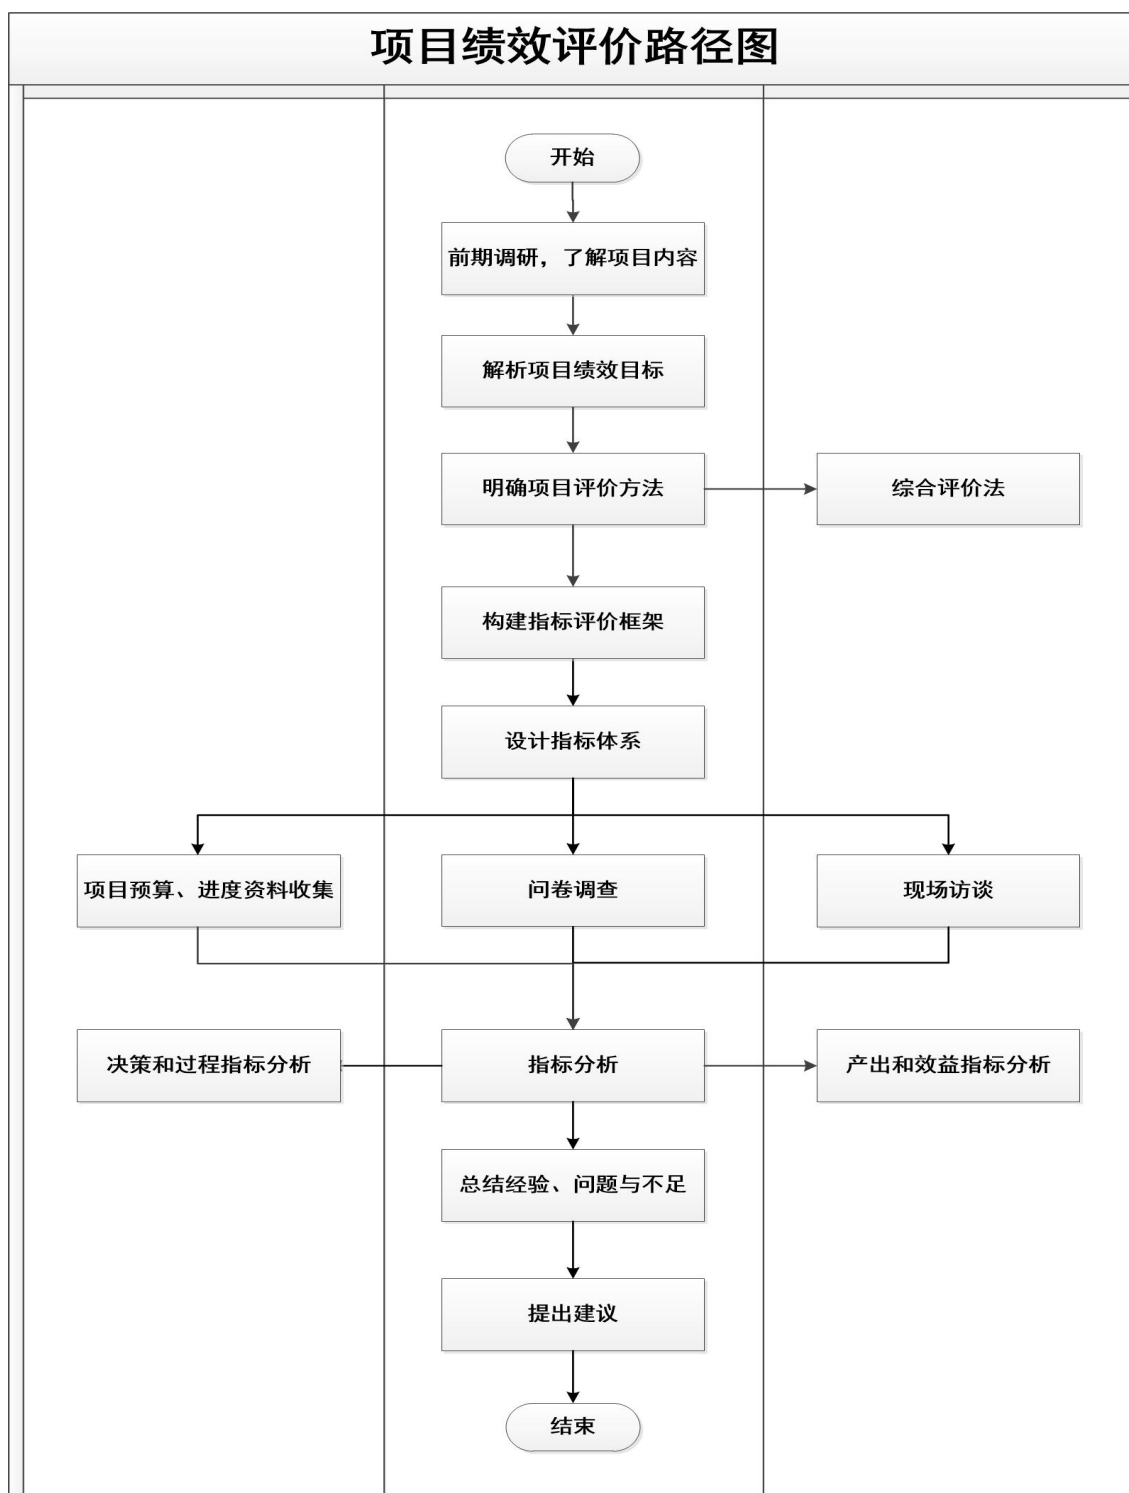 项目绩效评价路径图
开始
前期调研，了解项目内容
解析项目绩效目标
明确项目评价方法
综合评价法
构建指标评价框架
设计指标体系
项目预算、进度资料收集
问卷调查
现场访谈
决策和过程指标分析
指标分析
产出和效益指标分析
总结经验、问题与不足
提出建议
结束